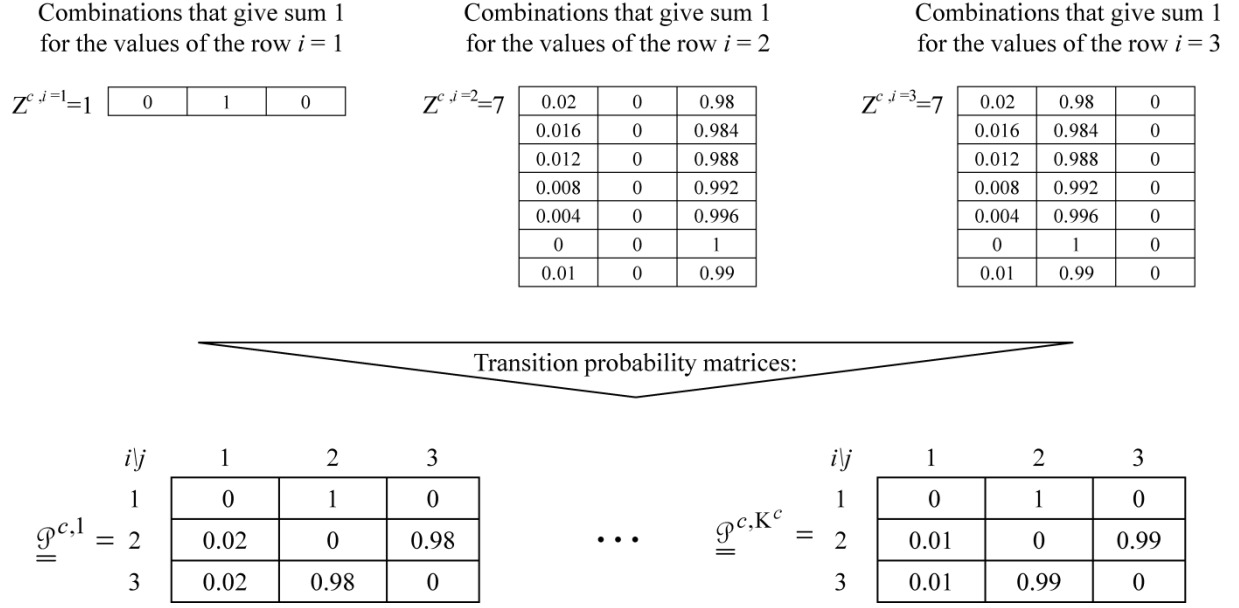 Combinations that give sum 1
for the values of the row i = 1
Combinations that give sum 1
for the values of the row i = 2
Combinations that give sum 1
for the values of the row i = 3
Z^{c,i=1}=1 0 1 0
Z^{c,i=2}=7 0.02 0 0.98
0.016 0 0.984
0.012 0 0.988
0.008 0 0.992
0.004 0 0.996
0 0 1
0.01 0 0.99
Z^{c,i=3}=7 0.02 0.98 0
0.016 0.984 0
0.012 0.988 0
0.008 0.992 0
0.004 0.996 0
0 1 0
0.01 0.99 0
Transition probability matrices:
i\j 1 2 3
1 0 1 0
𝒫^{c,1} = 2 0.02 0 0.98
3 0.02 0.98 0
...
i\j 1 2 3
1 0 1 0
𝒫^{c,K^c} = 2 0.01 0 0.99
3 0.01 0.99 0